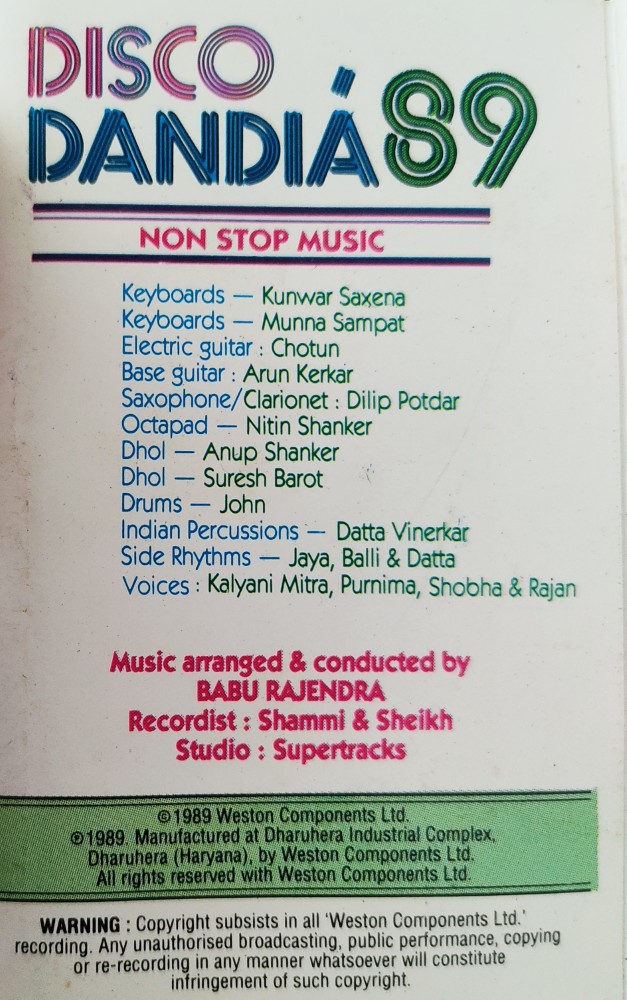 DISCO
DANDIÁ'89
NON STOP MUSIC
Keyboards — Kunwar Saxena
Keyboards — Munna Sampat
Electric guitar : Chotun
Base guitar : Arun Kerkar
Saxophone/Clarionet : Dilip Potdar
Octapad — Nitin Shanker
Dhol — Anup Shanker
Dhol — Suresh Barot
Drums — John
Indian Percussions — Datta Vinerkar
Side Rhythms — Jaya, Balli & Datta
Voices : Kalyani Mitra, Purnima, Shobha & Rajan
Music arranged & conducted by
BABU RAJENDRA
Recordist : Shammi & Sheikh
Studio : Supertracks
©1989 Weston Components Ltd.
℗1989. Manufactured at Dharuhera Industrial Complex,
Dharuhera (Haryana), by Weston Components Ltd.
All rights reserved with Weston Components Ltd.
WARNING : Copyright subsists in all 'Weston Components Ltd.'
recording. Any unauthorised broadcasting, public performance, copying
or re-recording in any manner whatsoever will constitute
infringement of such copyright.